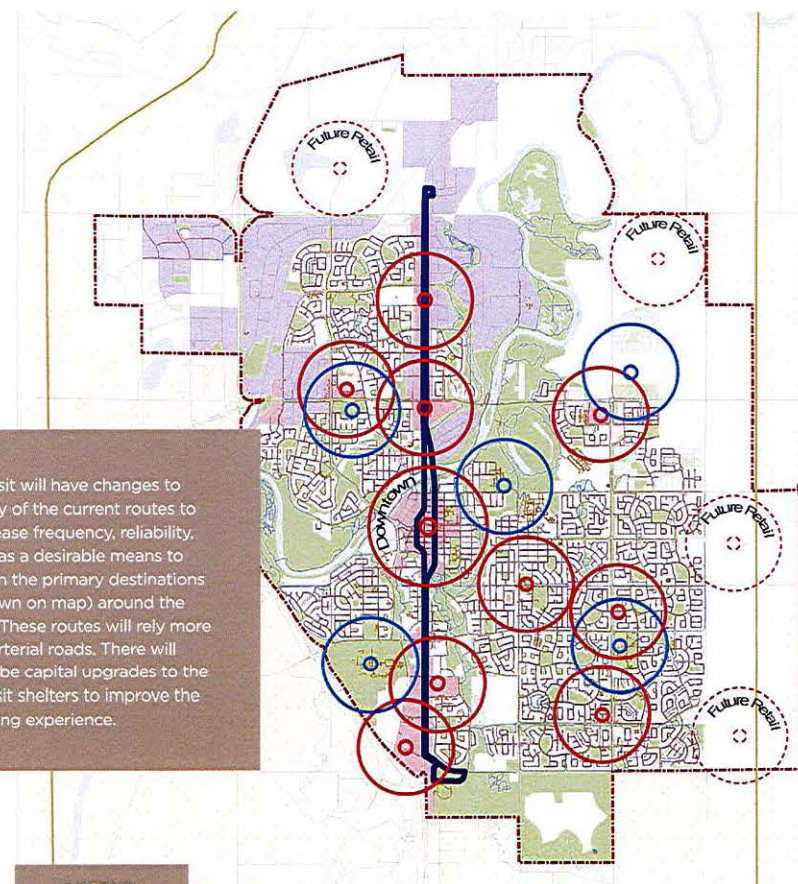 Future Retail
Future Retail
sit will have changes to
y of the current routes to
ease frequency, reliability,
as a desirable means to
n the primary destinations
wn on map) around the
These routes will rely more
rterial roads. There will
be capital upgrades to the
sit shelters to improve the
ng experience.
Downtown
Future Retail
Future Retail